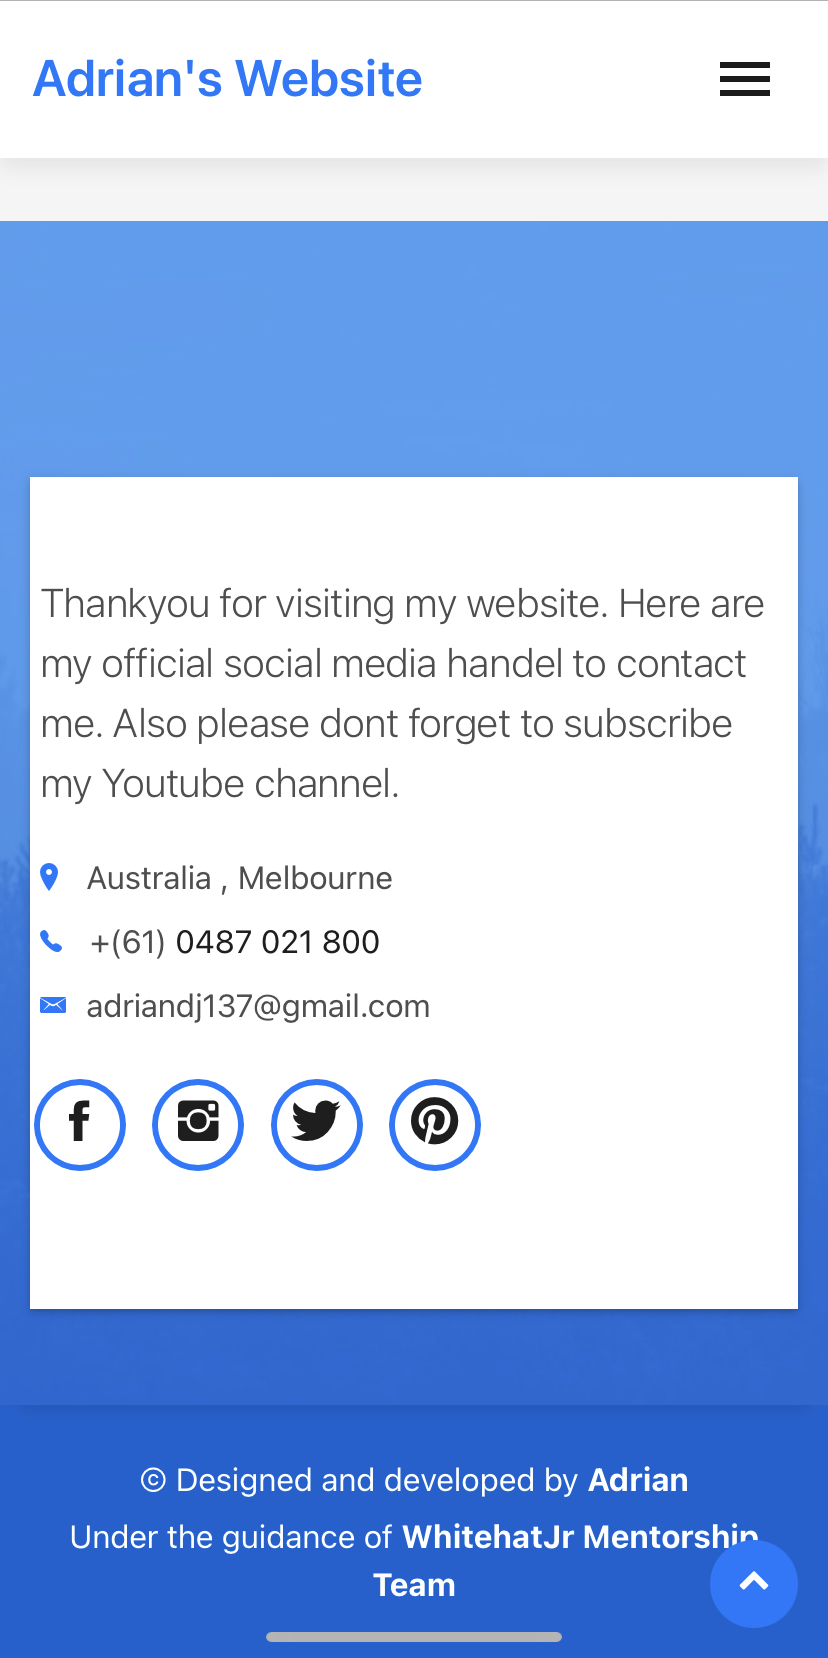 Adrian's Website
Thankyou for visiting my website. Here are
my official social media handel to contact
me. Also please dont forget to subscribe
my Youtube channel.
Australia , Melbourne
+(61) 0487 021 800
adriandj137@gmail.com
© Designed and developed by Adrian
Under the guidance of WhitehatJr Mentorship
Team